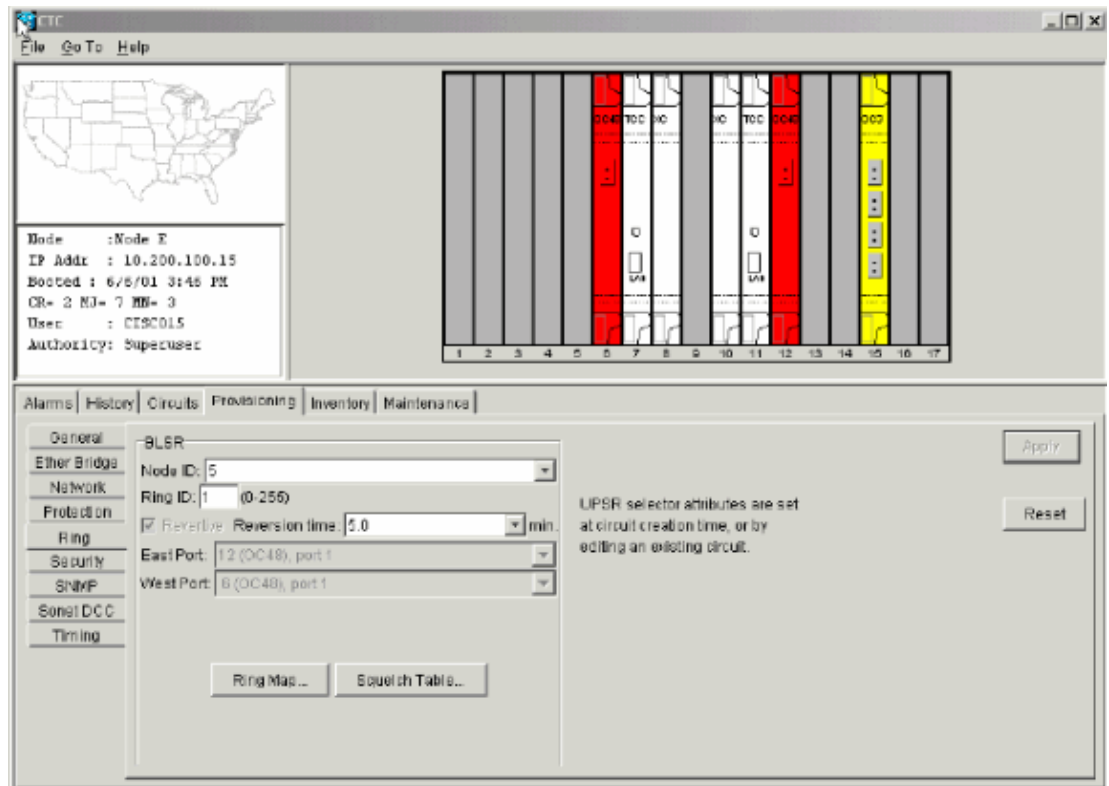 CTC
File Go To Help
Node :Node E
IP Addr : 10.200.100.15
Booted : 6/6/01 3:46 PM
CR- 2 MJ- 7 MN- 3
User : CISCO15
Authority: Superuser
OC48 TCC XC XC TCC OC48 OC3
LAN LAN
1 2 3 4 5 6 7 8 9 10 11 12 13 14 15 16 17
Alarms History Circuits Provisioning Inventory Maintenance
General
Ether Bridge
Network
Protection
Ring
Security
SNMP
Sonet DCC
Timing
BLSR
Node ID: 5
Ring ID: 1 (0-255)
Revertive Reversion time: 5.0 min.
East Port: 12 (OC48), port 1
West Port: 6 (OC48), port 1
Ring Map... Squelch Table...
UPSR selector attributes are set
at circuit creation time, or by
editing an existing circuit.
Apply
Reset